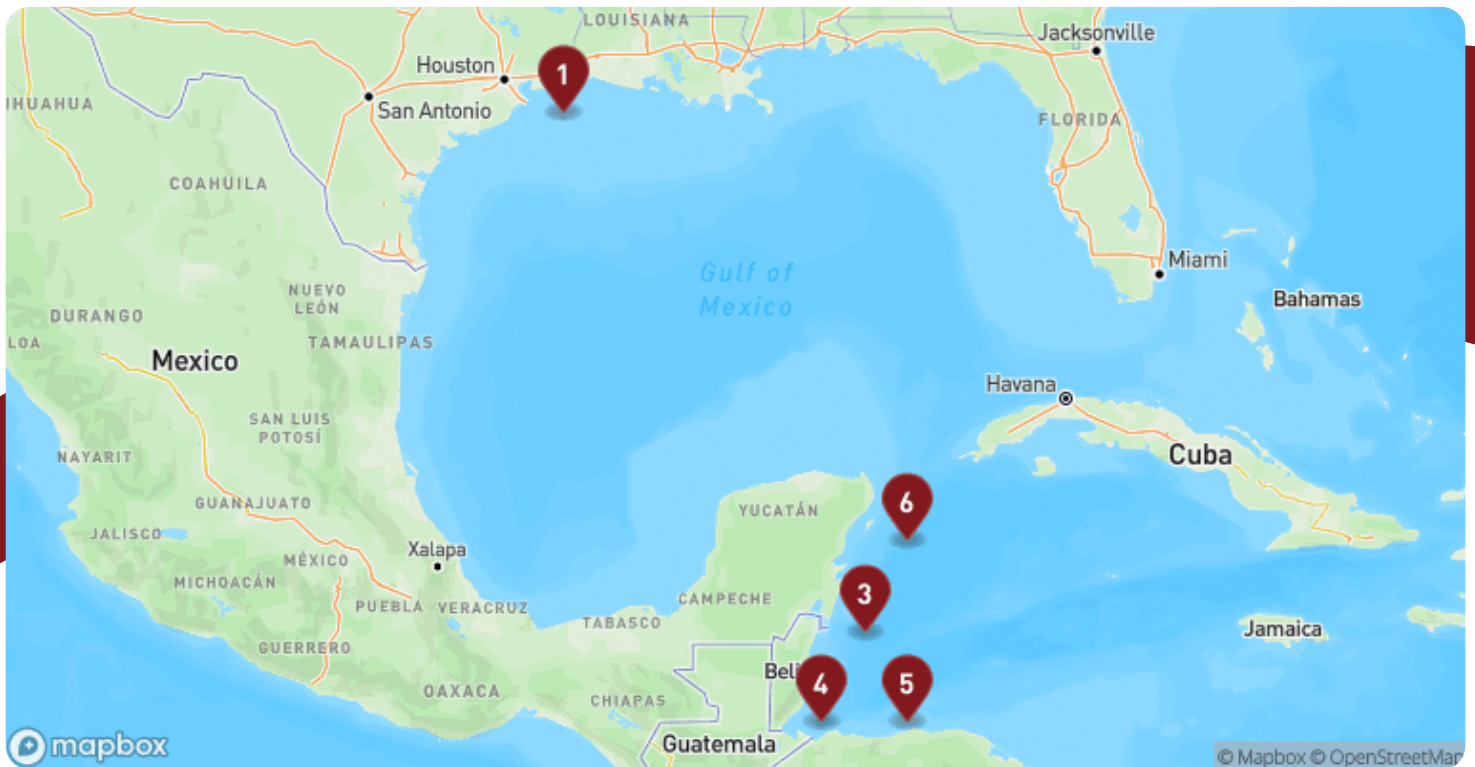 LOUISIANA
Jacksonville
Houston
1
San Antonio
IHUAHUA
FLORIDA
COAHUILA
Miami
Gulf of
Mexico
NUEVO
LEÓN
Bahamas
DURANGO
LOA
TAMAULIPAS
Mexico
Havana
SAN LUIS
POTOSÍ
NAYARIT
Cuba
GUANAJUATO
YUCATÁN
6
JALISCO
Xalapa
MÉXICO
MICHOACÁN
3
PUEBLA VERACRUZ
CAMPECHE
TABASCO
Jamaica
GUERRERO
Beli
4
5
OAXACA
CHIAPAS
Guatemala
mapbox
© Mapbox © OpenStreetMap